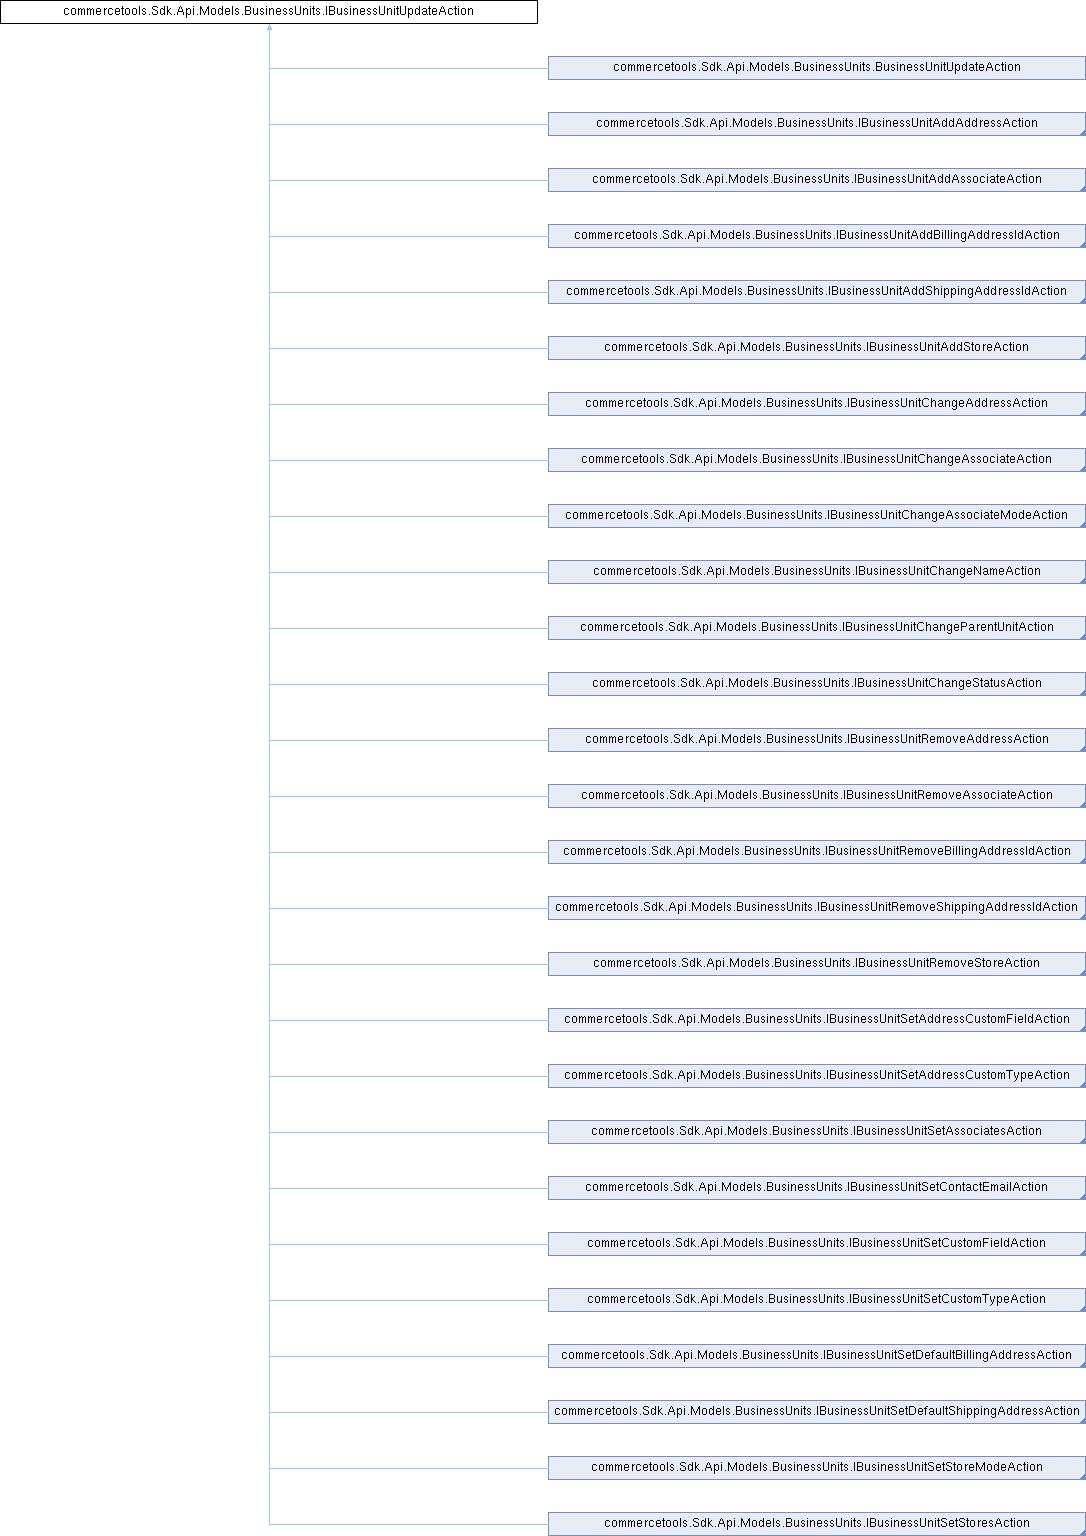 commercetools.Sdk.Api.Models.BusinessUnits.IBusinessUnitUpdateAction
commercetools.Sdk.Api.Models.BusinessUnits.BusinessUnitUpdateAction
commercetools.Sdk.Api.Models.BusinessUnits.IBusinessUnitAddAddressAction
commercetools.Sdk.Api.Models.BusinessUnits.IBusinessUnitAddAssociateAction
commercetools.Sdk.Api.Models.BusinessUnits.IBusinessUnitAddBillingAddressIdAction
commercetools.Sdk.Api.Models.BusinessUnits.IBusinessUnitAddShippingAddressIdAction
commercetools.Sdk.Api.Models.BusinessUnits.IBusinessUnitAddStoreAction
commercetools.Sdk.Api.Models.BusinessUnits.IBusinessUnitChangeAddressAction
commercetools.Sdk.Api.Models.BusinessUnits.IBusinessUnitChangeAssociateAction
commercetools.Sdk.Api.Models.BusinessUnits.IBusinessUnitChangeAssociateModeAction
commercetools.Sdk.Api.Models.BusinessUnits.IBusinessUnitChangeNameAction
commercetools.Sdk.Api.Models.BusinessUnits.IBusinessUnitChangeParentUnitAction
commercetools.Sdk.Api.Models.BusinessUnits.IBusinessUnitChangeStatusAction
commercetools.Sdk.Api.Models.BusinessUnits.IBusinessUnitRemoveAddressAction
commercetools.Sdk.Api.Models.BusinessUnits.IBusinessUnitRemoveAssociateAction
commercetools.Sdk.Api.Models.BusinessUnits.IBusinessUnitRemoveBillingAddressIdAction
commercetools.Sdk.Api.Models.BusinessUnits.IBusinessUnitRemoveShippingAddressIdAction
commercetools.Sdk.Api.Models.BusinessUnits.IBusinessUnitRemoveStoreAction
commercetools.Sdk.Api.Models.BusinessUnits.IBusinessUnitSetAddressCustomFieldAction
commercetools.Sdk.Api.Models.BusinessUnits.IBusinessUnitSetAddressCustomTypeAction
commercetools.Sdk.Api.Models.BusinessUnits.IBusinessUnitSetAssociatesAction
commercetools.Sdk.Api.Models.BusinessUnits.IBusinessUnitSetContactEmailAction
commercetools.Sdk.Api.Models.BusinessUnits.IBusinessUnitSetCustomFieldAction
commercetools.Sdk.Api.Models.BusinessUnits.IBusinessUnitSetCustomTypeAction
commercetools.Sdk.Api.Models.BusinessUnits.IBusinessUnitSetDefaultBillingAddressAction
commercetools.Sdk.Api.Models.BusinessUnits.IBusinessUnitSetDefaultShippingAddressAction
commercetools.Sdk.Api.Models.BusinessUnits.IBusinessUnitSetStoreModeAction
commercetools.Sdk.Api.Models.BusinessUnits.IBusinessUnitSetStoresAction